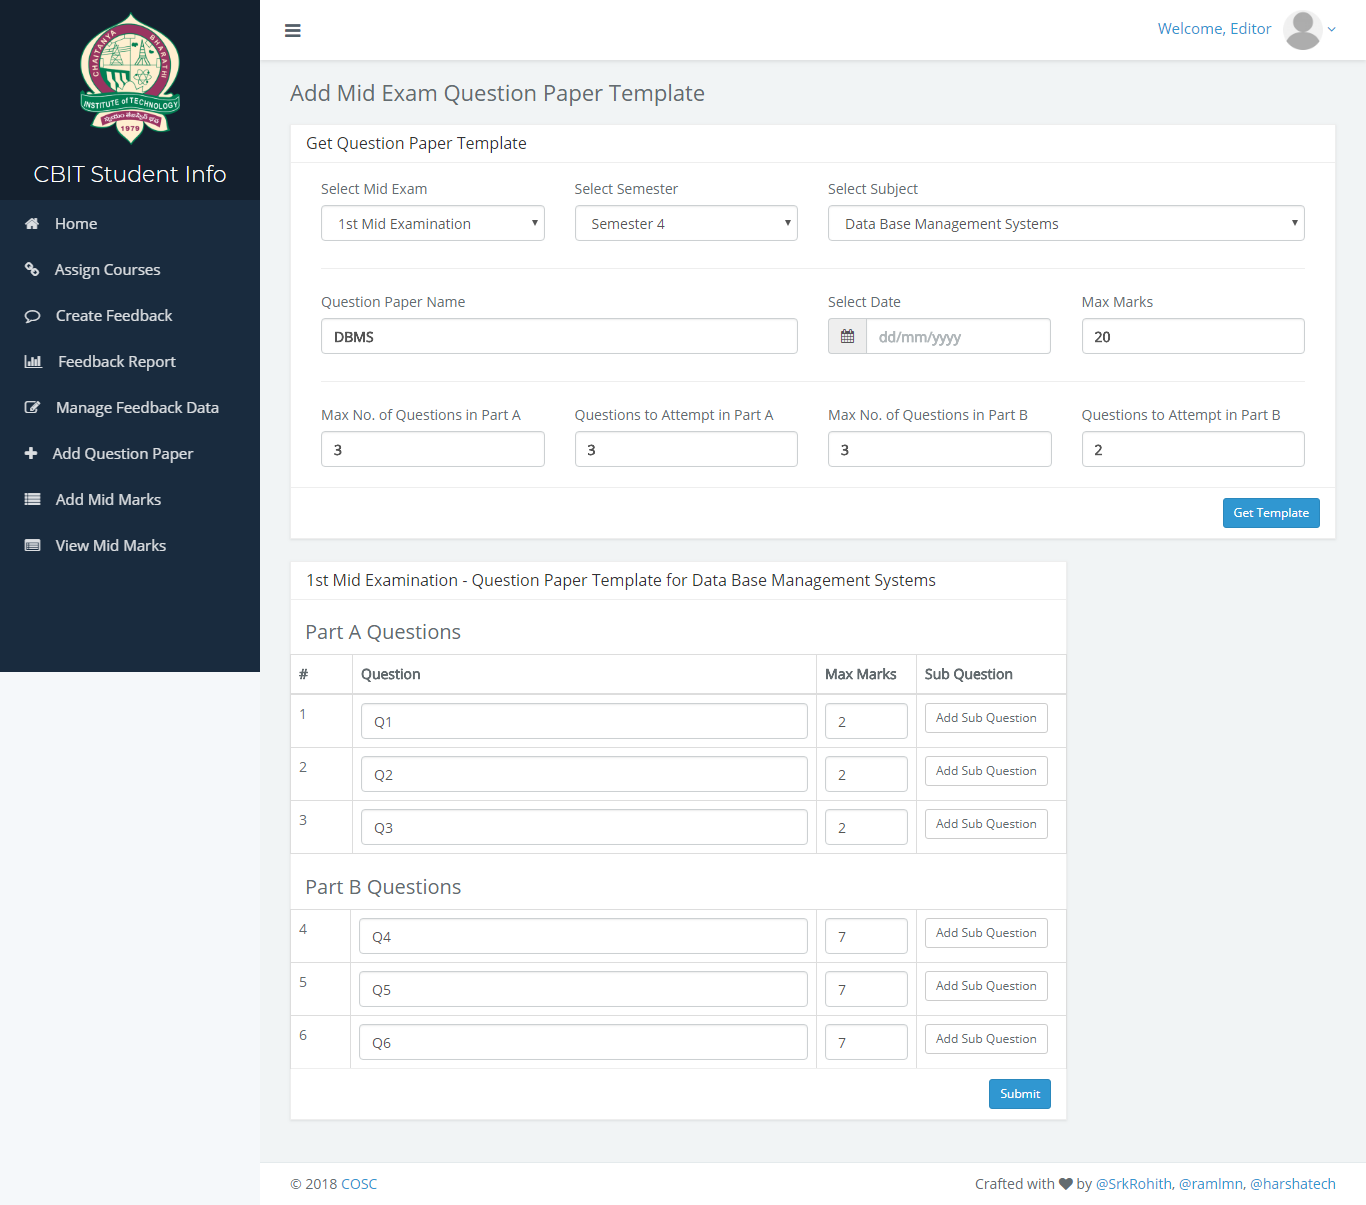 CHAITANYA BHARATHI
INSTITUTE of TECHNOLOGY
1979
CBIT Student Info
Home
Assign Courses
Create Feedback
Feedback Report
Manage Feedback Data
Add Question Paper
Add Mid Marks
View Mid Marks
Welcome, Editor
Add Mid Exam Question Paper Template
Get Question Paper Template
Select Mid Exam Select Semester Select Subject
1st Mid Examination Semester 4 Data Base Management Systems
Question Paper Name Select Date Max Marks
DBMS dd/mm/yyyy 20
Max No. of Questions in Part A Questions to Attempt in Part A Max No. of Questions in Part B Questions to Attempt in Part B
3 3 3 2
Get Template
1st Mid Examination - Question Paper Template for Data Base Management Systems
Part A Questions
# Question Max Marks Sub Question
1 Q1 2 Add Sub Question
2 Q2 2 Add Sub Question
3 Q3 2 Add Sub Question
Part B Questions
4 Q4 7 Add Sub Question
5 Q5 7 Add Sub Question
6 Q6 7 Add Sub Question
Submit
© 2018 COSC Crafted with ♥ by @SrkRohith, @ramlmn, @harshatech